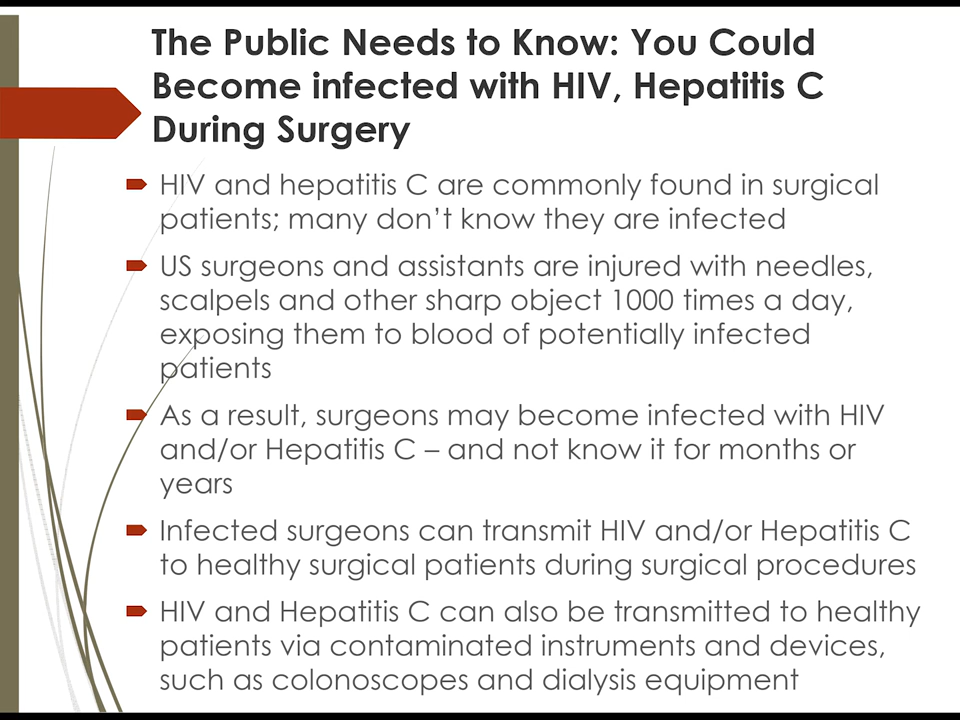 The Public Needs to Know: You Could
Become infected with HIV, Hepatitis C
During Surgery
HIV and hepatitis C are commonly found in surgical
patients; many don’t know they are infected
US surgeons and assistants are injured with needles,
scalpels and other sharp object 1000 times a day,
exposing them to blood of potentially infected
patients
As a result, surgeons may become infected with HIV
and/or Hepatitis C – and not know it for months or
years
Infected surgeons can transmit HIV and/or Hepatitis C
to healthy surgical patients during surgical procedures
HIV and Hepatitis C can also be transmitted to healthy
patients via contaminated instruments and devices,
such as colonoscopes and dialysis equipment